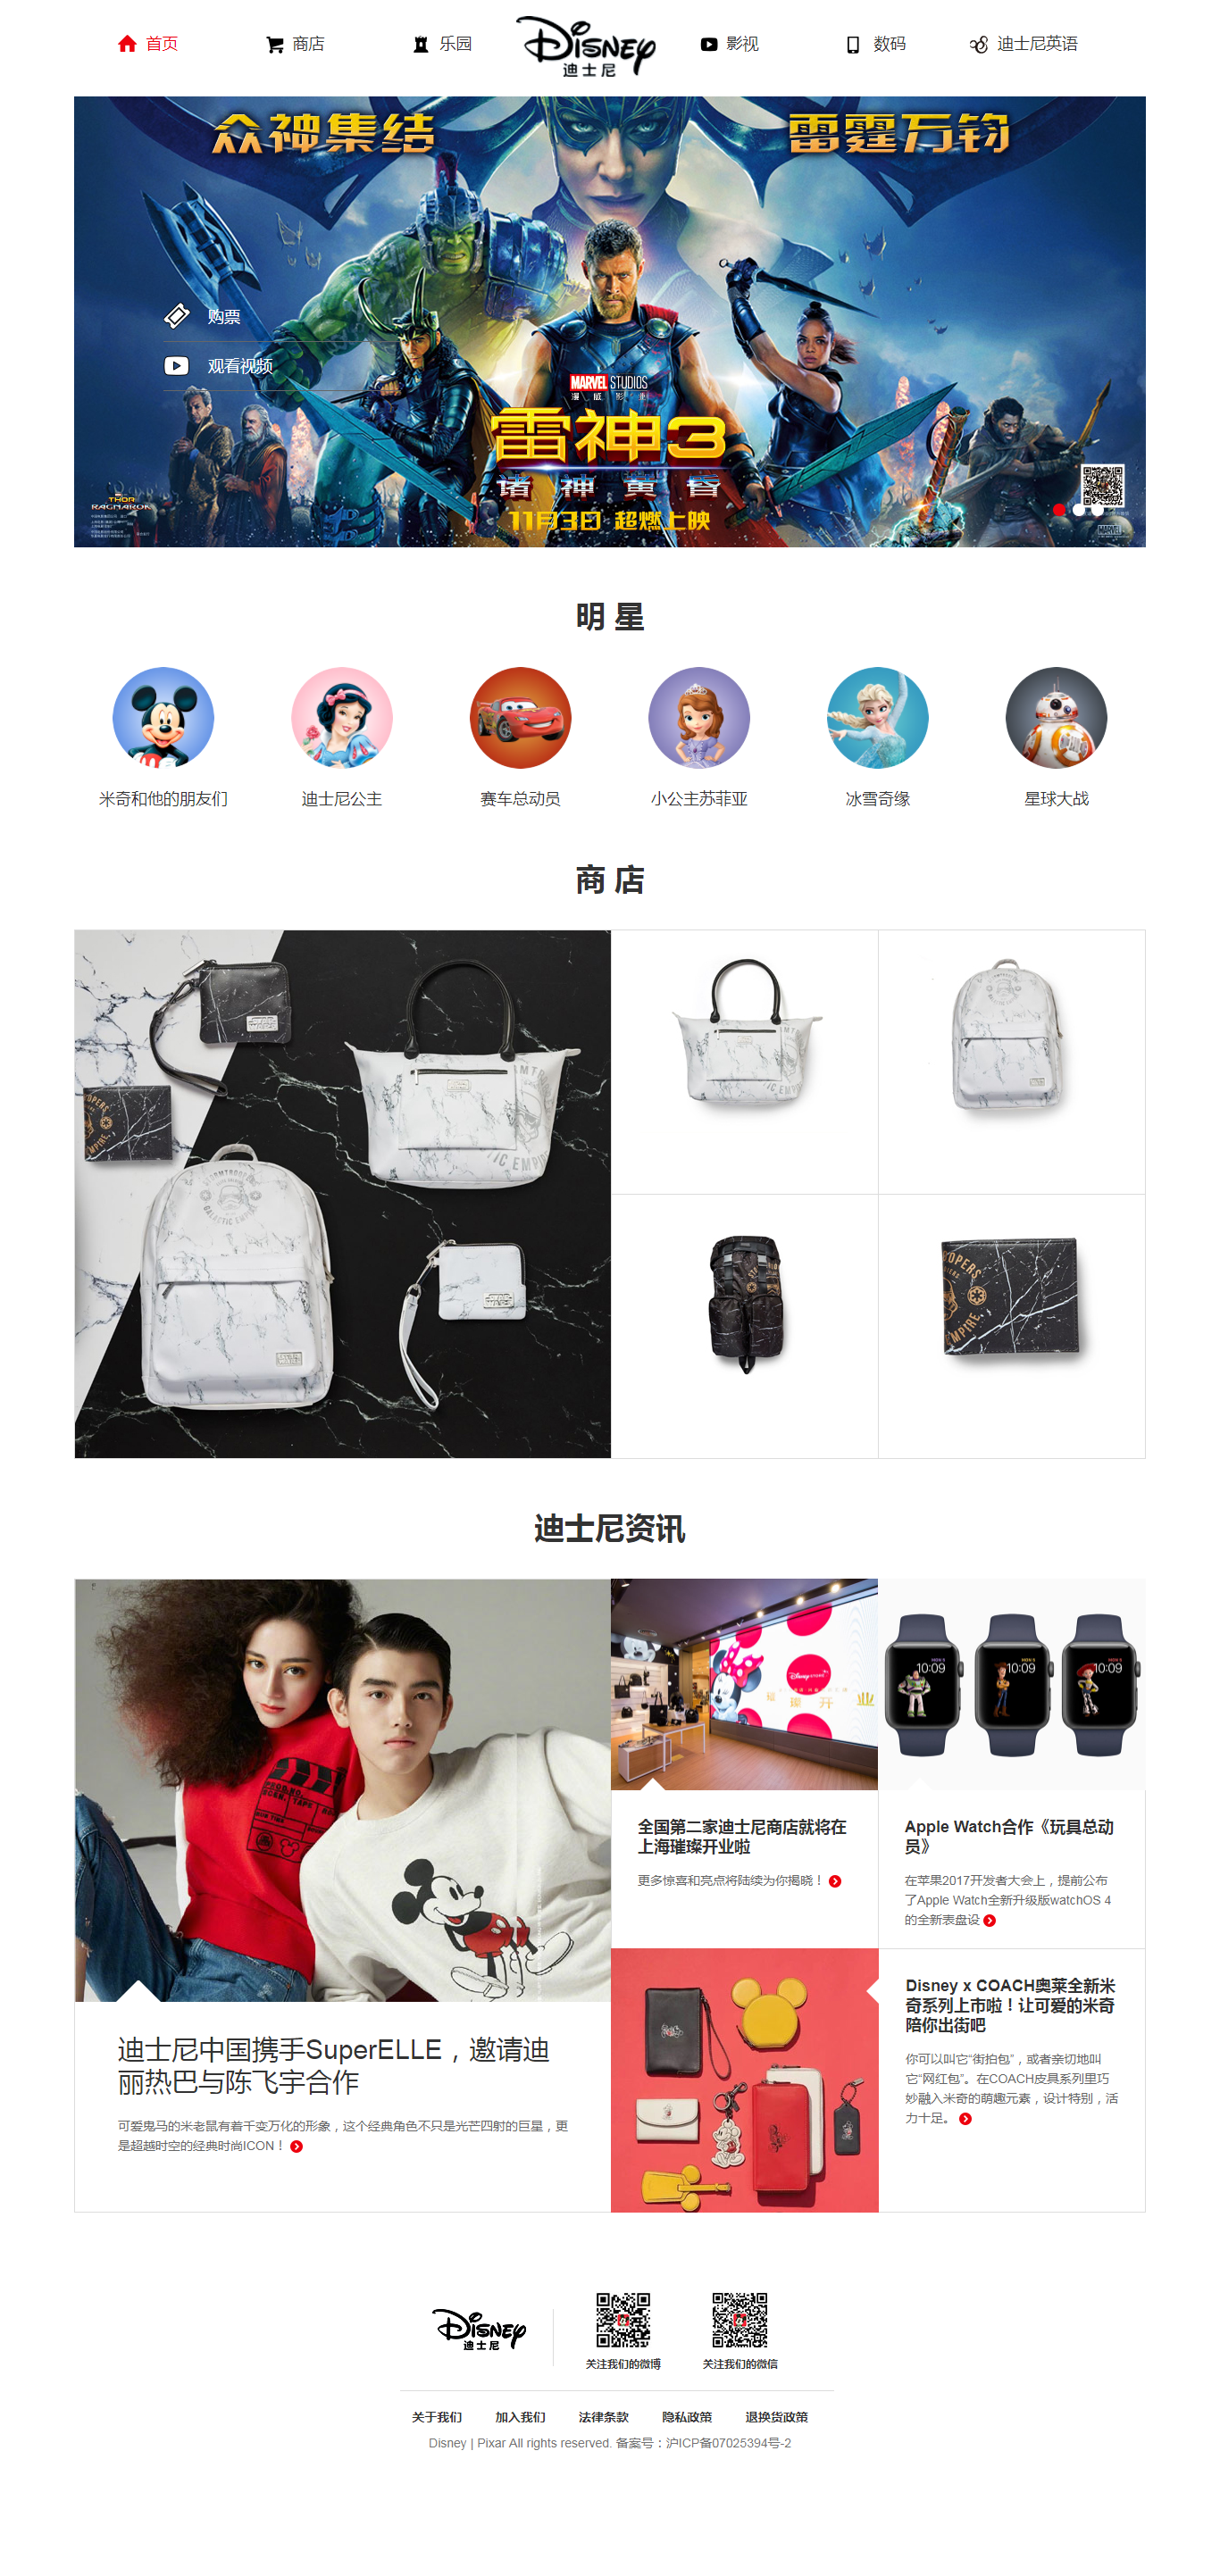 首页
商店
乐园
Disney
迪士尼
影视
数码
迪士尼英语
众神集结
雷霆万钧
购票
观看视频
MARVEL STUDIOS
漫威影业
雷神3
诸神黄昏
11月3日 超燃上映
THOR
RAGNAROK
MARVEL
明 星
米奇和他的朋友们
迪士尼公主
赛车总动员
小公主苏菲亚
冰雪奇缘
星球大战
商 店
迪士尼资讯
10:09
10:09
10:09
全国第二家迪士尼商店就将在
上海璀璨开业啦
更多惊喜和亮点将陆续为你揭晓！
Apple Watch合作《玩具总动
员》
在苹果2017开发者大会上，提前公布
了Apple Watch全新升级版watchOS 4
的全新表盘设
迪士尼中国携手SuperELLE，邀请迪
丽热巴与陈飞宇合作
可爱鬼马的米老鼠有着千变万化的形象，这个经典角色不只是光芒四射的巨星，更
是超越时空的经典时尚ICON！
Disney x COACH奥莱全新米
奇系列上市啦！让可爱的米奇
陪你出街吧
你可以叫它“街拍包”，或者亲切地叫
它“网红包”。在COACH皮具系列里巧
妙融入米奇的萌趣元素，设计特别，活
力十足。
Disney
迪士尼
关注我们的微博
关注我们的微信
关于我们
加入我们
法律条款
隐私政策
退换货政策
Disney | Pixar All rights reserved. 备案号：沪ICP备07025394号-2